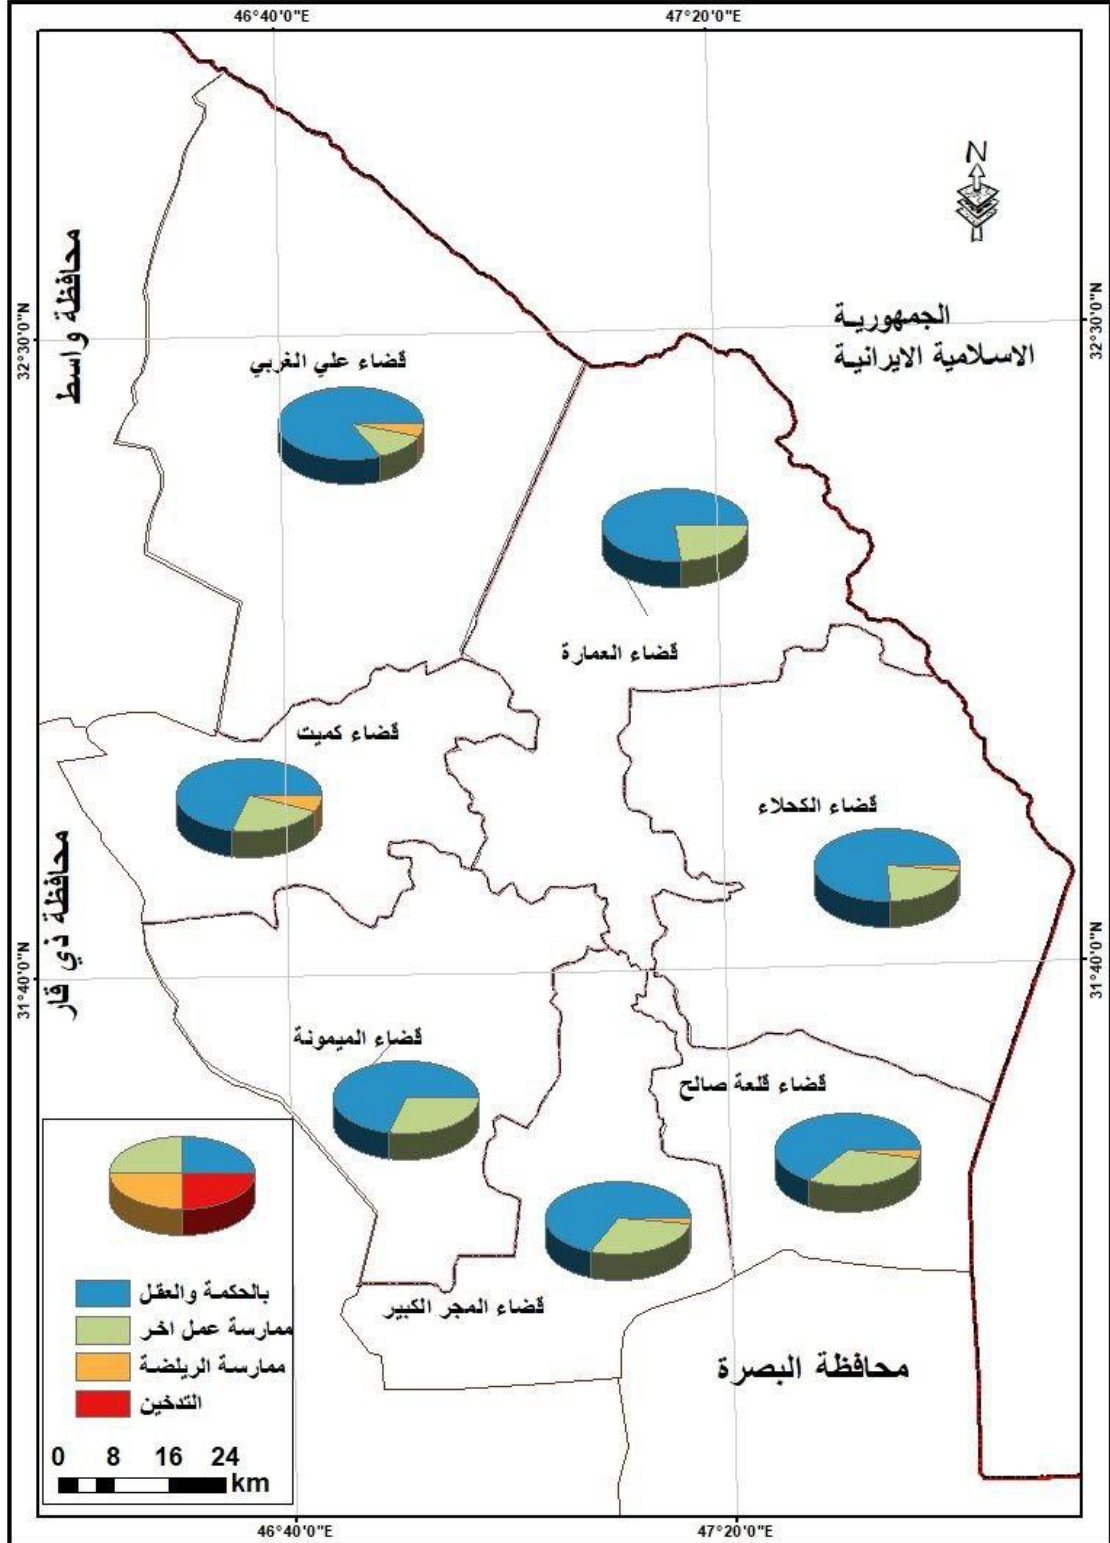 46°40'0"E
47°20'0"E
N
محافظة واسط
32°30'0"N
32°30'0"N
الجمهورية
الاسلامية الايرانية
قضاء علي الغربي
قضاء العمارة
قضاء كميت
قضاء الكحلاء
محافظة ذي قار
31°40'0"N
31°40'0"N
قضاء الميمونة
قضاء قلعة صالح
قضاء المجر الكبير
محافظة البصرة
بالحكمة والعقل
ممارسة عمل اخر
ممارسة الريلضة
التدخين
0 8 16 24
km
46°40'0"E
47°20'0"E